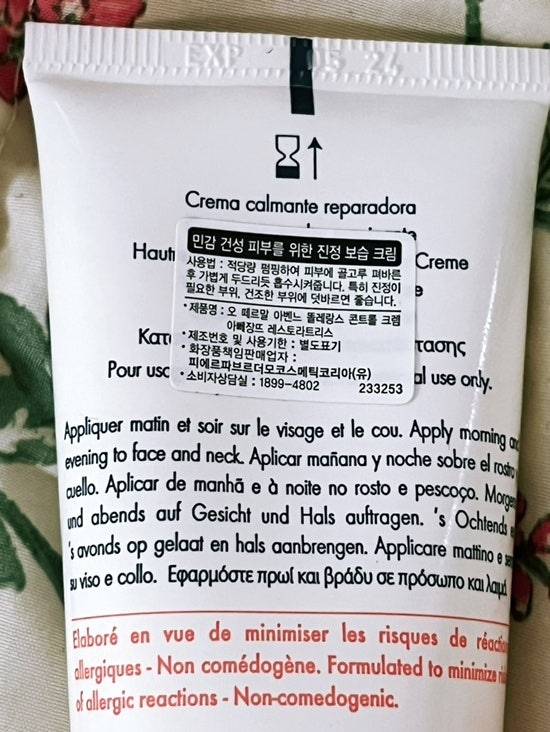 EXP 05 24
Crema calmante reparadora
민감 건성 피부를 위한 진정 보습 크림
Creme
사용법 : 적당량 펌핑하여 피부에 골고루 펴바른
후 가볍게 두드리듯 흡수시켜줍니다. 특히 진정이
필요한 부위, 건조한 부위에 덧바르면 좋습니다.
• 제품명 : 오 떼르말 아벤느 똘레랑스 콘트롤 크렘
아빼장뜨 레스토라트리스
• 제조번호 및 사용기한 : 별도표기
• 화장품책임판매업자 :
피에르파브르더모코스메틱코리아(유)
• 소비자상담실 : 1899-4802 233253
Pour al use only.
Appliquer matin et soir sur le visage et le cou. Apply morning
evening to face and neck. Aplicar mañana y noche sobre el rostro
cuello. Aplicar de manhã e à noite no rosto e pescoço. Morgens
und abends auf Gesicht und Hals auftragen. 's Ochtends
's avonds op gelaat en hals aanbrengen. Applicare mattino e
su viso e collo. Εφαρμόστε πρωί και βράδυ σε πρόσωπο και λαιμό
Elaboré en vue de minimiser les risques de
allergiques - Non comédogène. Formulated to minimize
of allergic reactions - Non-comedogenic.